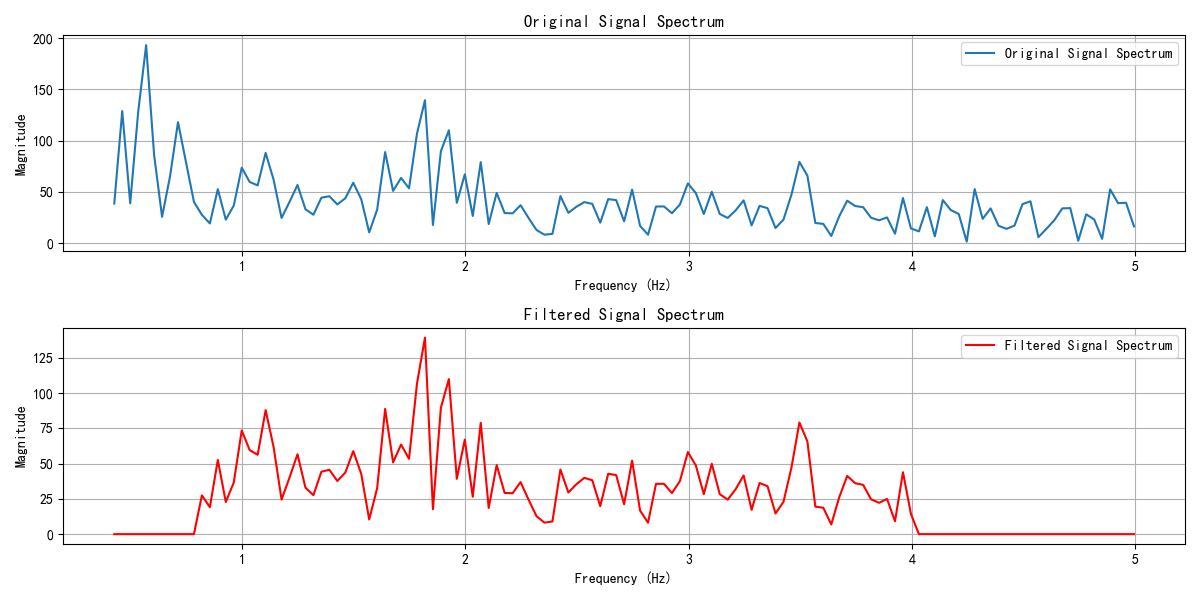 Original Signal Spectrum
200
150
100
50
0
Magnitude
Original Signal Spectrum
1 2 3 4 5
Frequency (Hz)
Filtered Signal Spectrum
125
100
75
50
25
0
Magnitude
Filtered Signal Spectrum
1 2 3 4 5
Frequency (Hz)